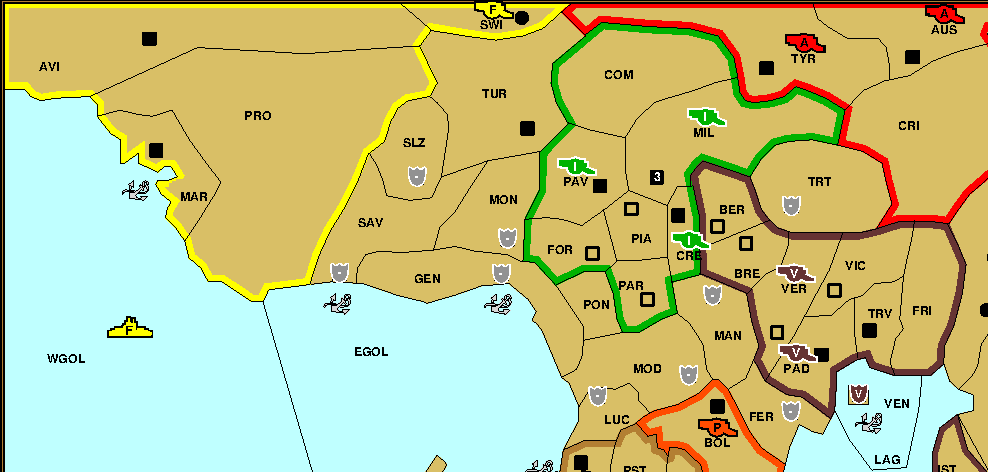 F
SWI
A
AUS
A
TYR
AVI
COM
TUR
PRO
I
MIL
CRI
SLZ
I
PAV
3
TRT
MAR
MON
BER
SAV
FOR
PIA
I
CRE
BRE
VIC
V
VER
GEN
PAR
PON
TRV
FRI
F
WGOL
EGOL
MAN
V
PAD
MOD
V
VEN
LUC
P
BOL
FER
LAG
PST
IST